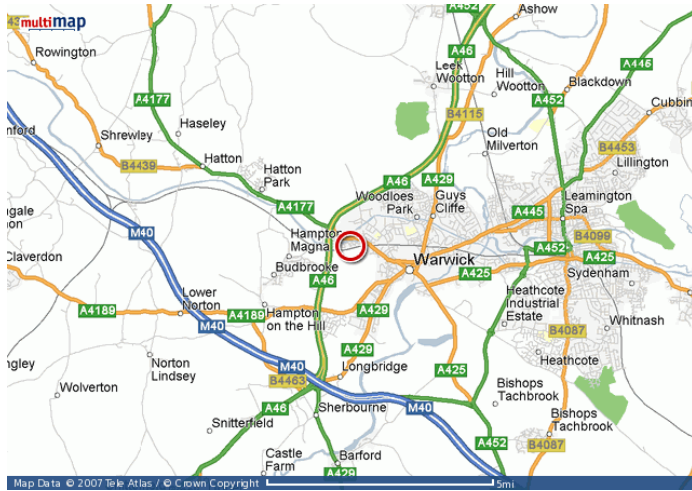 multimap
Ashow
Rowington
A46
Leek
Wootton
Hill
Wootton
Blackdown
A445
A4177
A452
Cubbin
B4115
Haseley
Shrewley
B4453
Old
Milverton
B4439
Hatton
Lillington
Hatton
Park
A46
A429
Woodloes
Park
Guys
Cliffe
Leamington
Spa
A4177
A445
M40
Hampton
Magna
B4099
A452
Claverdon
Warwick
A425
Budbrooke
A425
Sydenham
A46
Heathcote
Industrial
Estate
A4189
Lower
Norton
A4189
Hampton
on the Hill
A429
Whitnash
M40
B4087
A429
Heathcote
Norton
Lindsey
Longbridge
A425
B4463
Wolverton
Bishops
Tachbrook
A46
Sherbourne
M40
Snitterfield
Bishops
Tachbrook
A452
B4087
Castle
Farm
Barford
A429
Map Data © 2007 Tele Atlas / © Crown Copyright
5mi